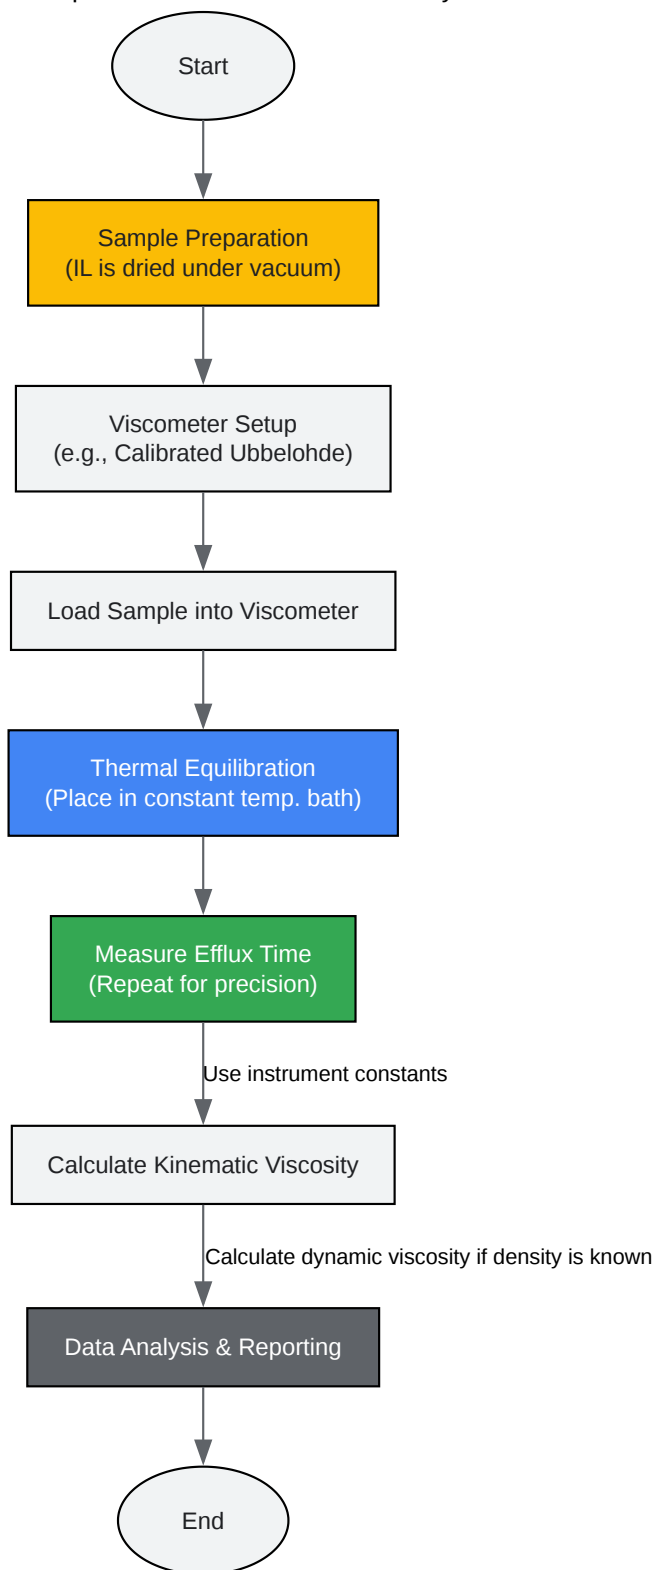 Start
Sample Preparation
(IL is dried under vacuum)
Viscometer Setup
(e.g., Calibrated Ubbelohde)
Load Sample into Viscometer
Thermal Equilibration
(Place in constant temp. bath)
Measure Efflux Time
(Repeat for precision)
Use instrument constants
Calculate Kinematic Viscosity
Calculate dynamic viscosity if density is known
Data Analysis & Reporting
End